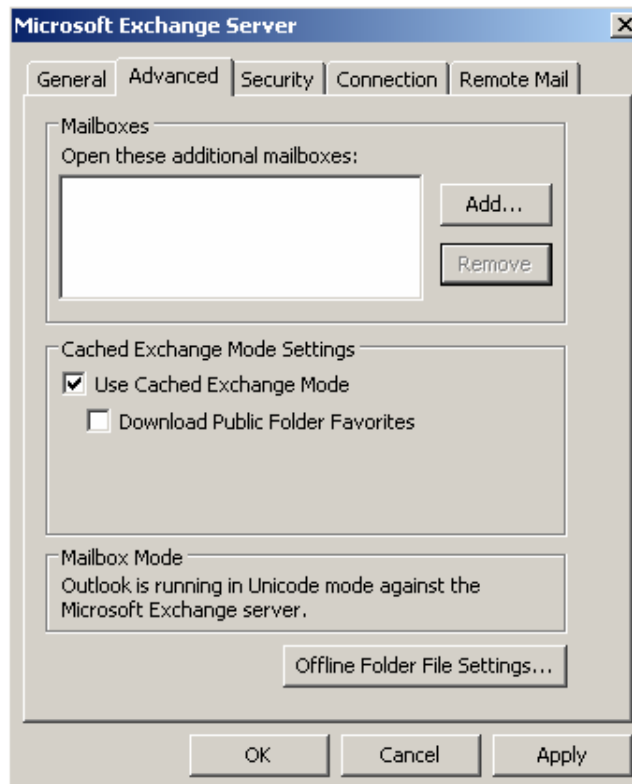 Microsoft Exchange Server
General Advanced Security Connection Remote Mail
Mailboxes
Open these additional mailboxes:
Add...
Remove
Cached Exchange Mode Settings
Use Cached Exchange Mode
Download Public Folder Favorites
Mailbox Mode
Outlook is running in Unicode mode against the
Microsoft Exchange server.
Offline Folder File Settings...
OK Cancel Apply